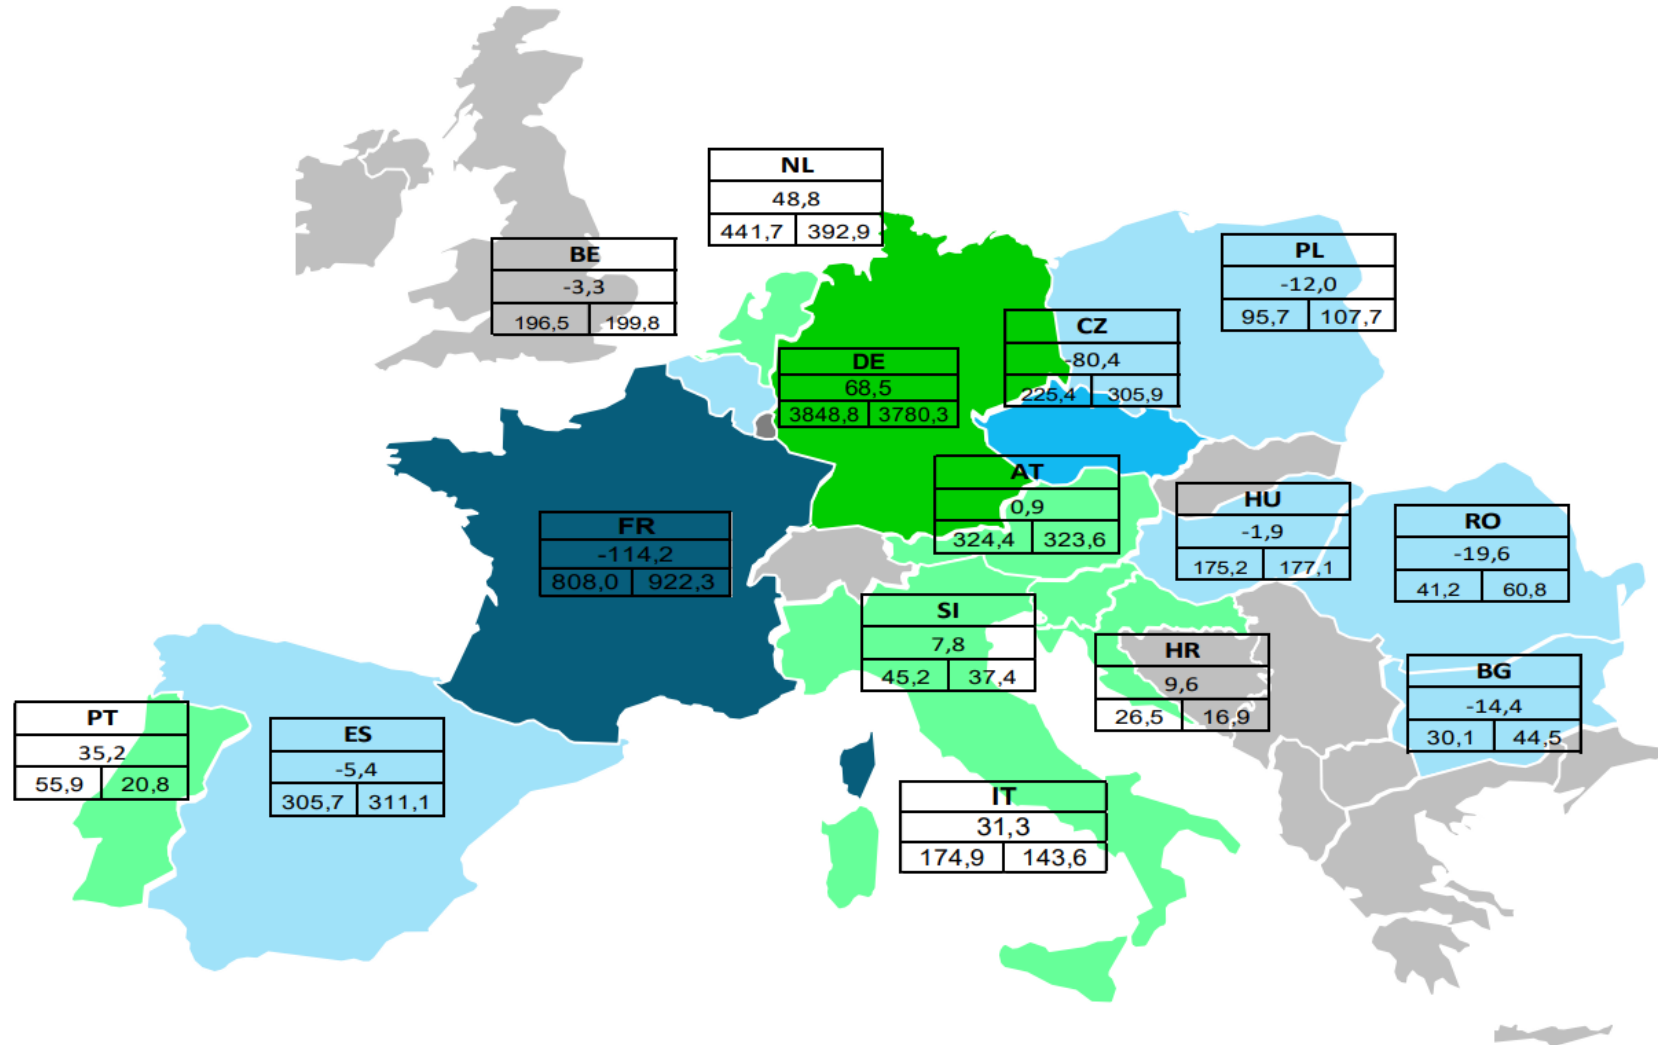 NL
48,8
441,7 392,9
BE
-3,3
196,5 199,8
PL
-12,0
95,7 107,7
CZ
-80,4
225,4 305,9
DE
68,5
3848,8 3780,3
AT
0,9
324,4 323,6
HU
-1,9
175,2 177,1
RO
-19,6
41,2 60,8
FR
-114,2
808,0 922,3
SI
7,8
45,2 37,4
HR
9,6
26,5 16,9
BG
-14,4
30,1 44,5
PT
35,2
55,9 20,8
ES
-5,4
305,7 311,1
IT
31,3
174,9 143,6